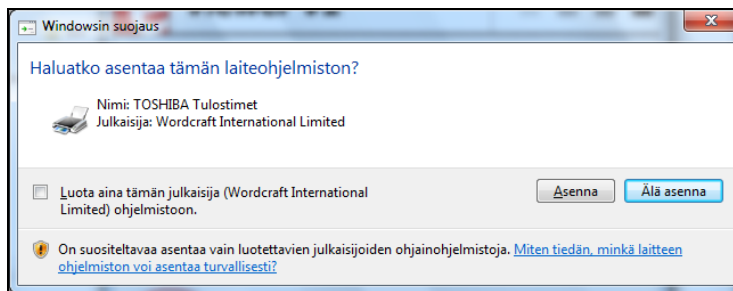 Windowsin suojaus
Haluatko asentaa tämän laiteohjelmiston?
Nimi: TOSHIBA Tulostimet
Julkaisija: Wordcraft International Limited
Luota aina tämän julkaisija (Wordcraft International
Limited) ohjelmistoon.
Asenna
Älä asenna
On suositeltavaa asentaa vain luotettavien julkaisijoiden ohjainohjelmistoja. Miten tiedän, minkä laitteen
ohjelmiston voi asentaa turvallisesti?